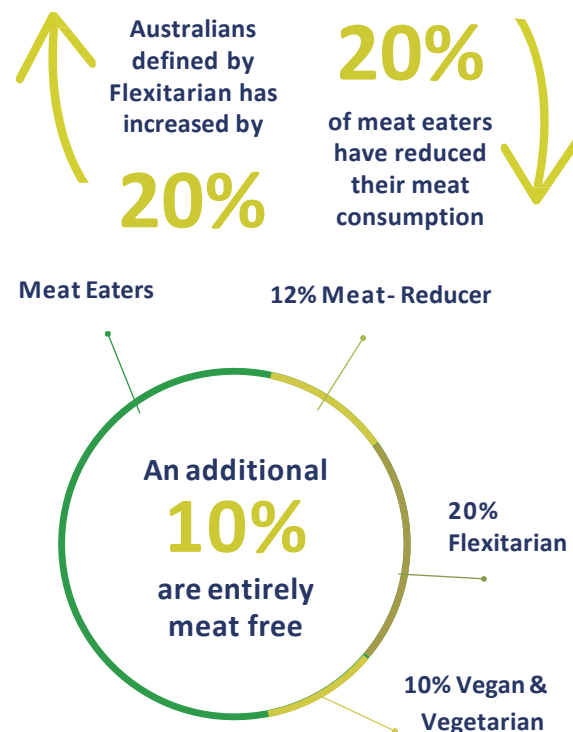 Australians
defined by
Flexitarian has
increased by
20%
20%
of meat eaters
have reduced
their meat
consumption
Meat Eaters
12% Meat- Reducer
An additional
10%
are entirely
meat free
20%
Flexitarian
10% Vegan &
Vegetarian